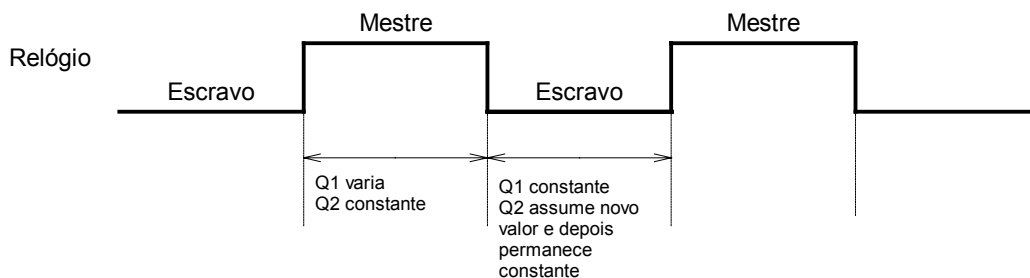 Mestre
Mestre
Relógio
Escravo
Escravo
Q1 varia
Q2 constante
Q1 constante
Q2 assume novo
valor e depois
permanece
constante